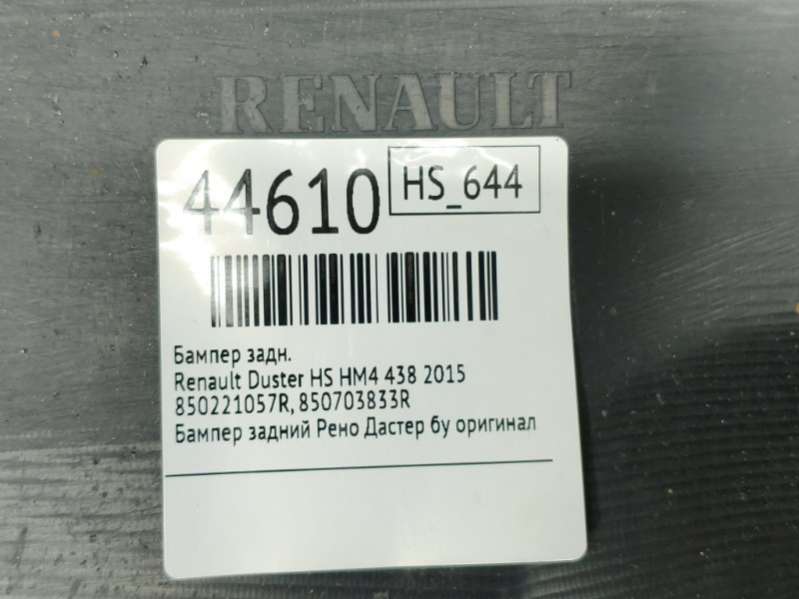 RENAULT
44610
HS_644
Бампер задн.
Renault Duster HS HM4 438 2015
850221057R, 850703833R
Бампер задний Рено Дастер бу оригинал